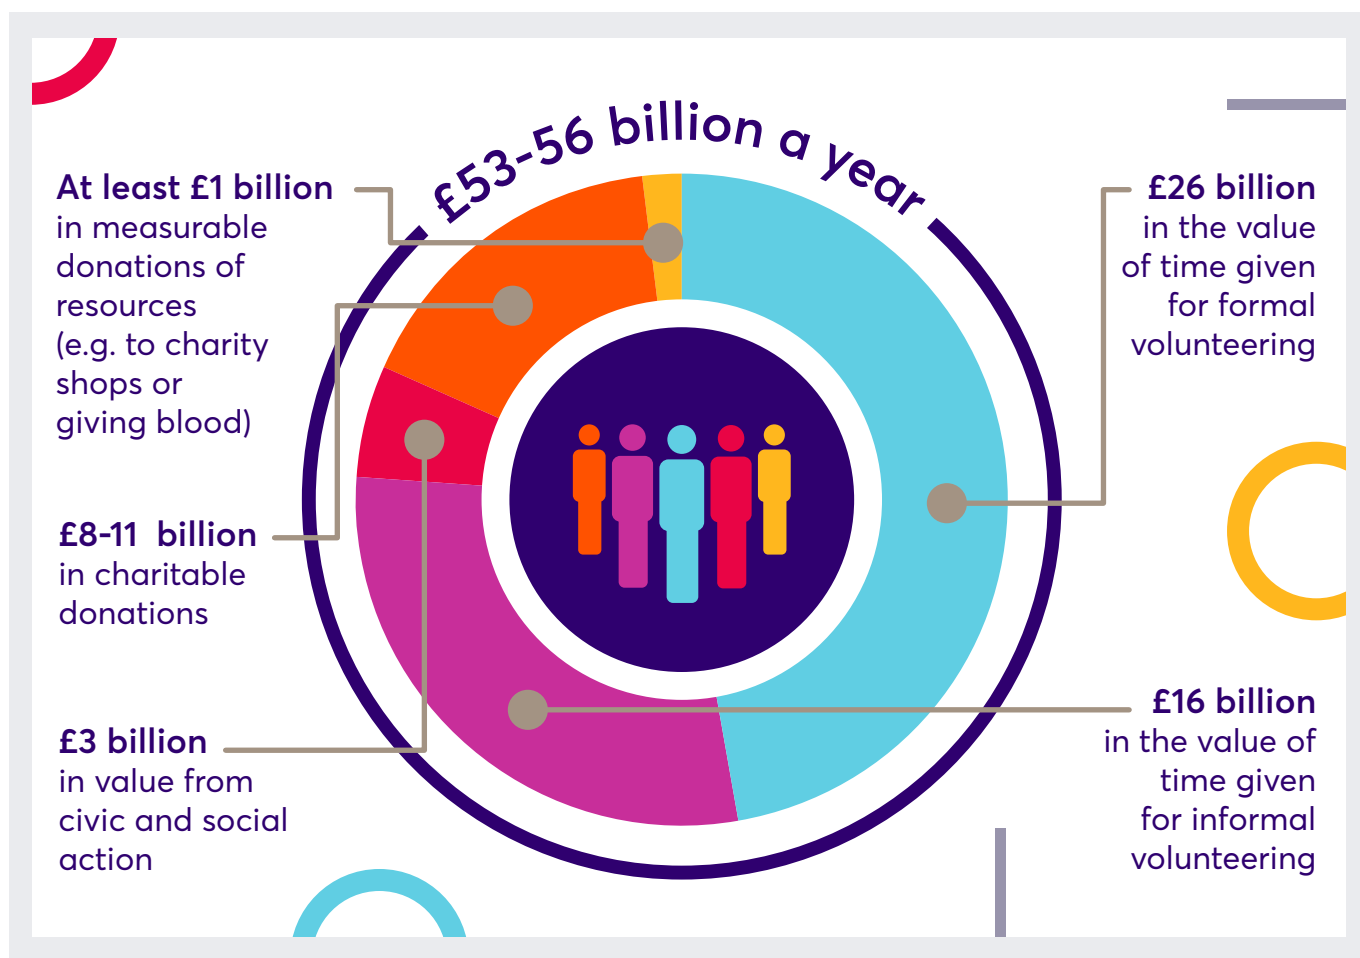 £53-56 billion a year
At least £1 billion
in measurable
donations of
resources
(e.g. to charity
shops or
giving blood)
£8-11  billion
in charitable
donations
£3 billion
in value from
civic and social
action
£26 billion
in the value
of time given
for formal
volunteering
£16 billion
in the value of
time given
for informal
volunteering